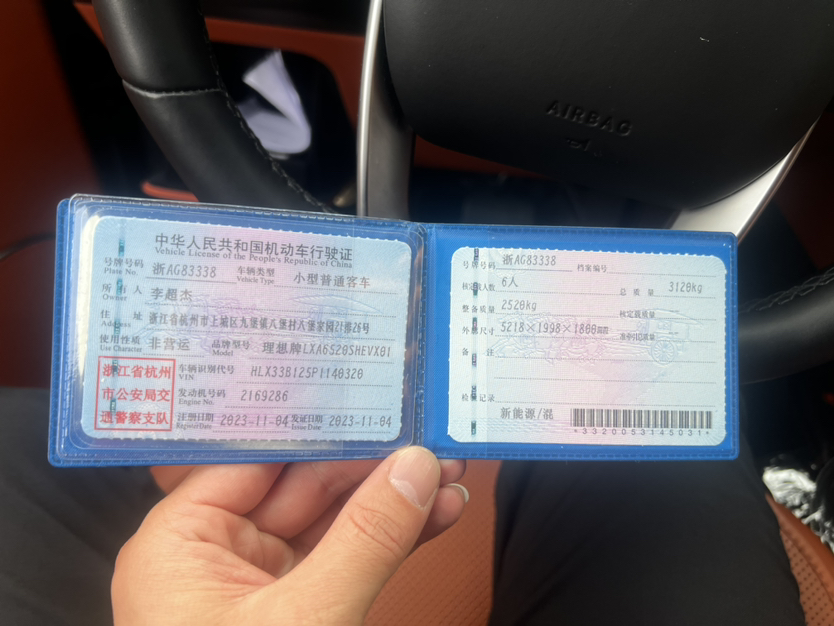 AIRBAG
中华人民共和国机动车行驶证
Vehicle License of the People's Republic of China
号牌号码 浙AG83338 车辆类型 小型普通客车
Plate No. Vehicle Type
所有人 李超杰
Owner
住址 浙江省杭州市上城区九堡镇八堡村八堡家园21排26号
Address
使用性质 非营运 品牌型号 理想牌LXA6520SHEVX01
Use Character Model
浙江省杭州
市公安局交
通警察支队
车辆识别代号 HLX33B125P1140320
VIN
发动机号码 2169286
Engine No.
注册日期 2023-11-04 发证日期 2023-11-04
Register Date Issue Date
号牌号码 浙AG83338 档案编号
核定载人数 6人 总质量 3120kg
整备质量 2520kg 核定载质量
外廓尺寸 5218×1998×1800mm 准牵引总质量
备注
检验记录
新能源/混
*3320053145031*